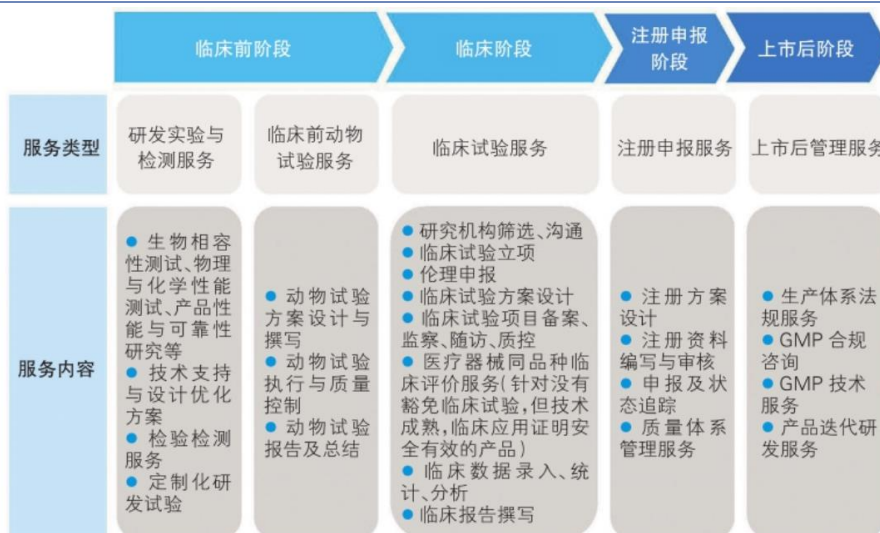 临床前阶段
临床阶段
注册申报
阶段
上市后阶段
服务类型
研发实验与
检测服务
临床前动物
试验服务
临床试验服务
注册申报服务
上市后管理服务
服务内容
● 生物相容
性测试、物理
与化学性能
测试、产品性
能与可靠性
研究等
● 技术支持
与设计优化
方案
● 检验检测
服务
● 定制化研
发试验
● 动物试验
方案设计与
撰写
● 动物试验
执行与质量
控制
● 动物试验
报告及总结
● 研究机构筛选、沟通
● 临床试验立项
● 伦理申报
● 临床试验方案设计
● 临床试验项目备案、
监察、随访、质控
● 医疗器械同品种临
床评价服务(针对没有
豁免临床试验,但技术
成熟,临床应用证明安
全有效的产品)
● 临床数据录入、统
计、分析
● 临床报告撰写
● 注册方案
设计
● 注册资料
编写与审核
● 申报及状
态追踪
● 质量体系
管理服务
● 生产体系法
规服务
● GMP 合规
咨询
● GMP 技术
服务
● 产品迭代研
发服务